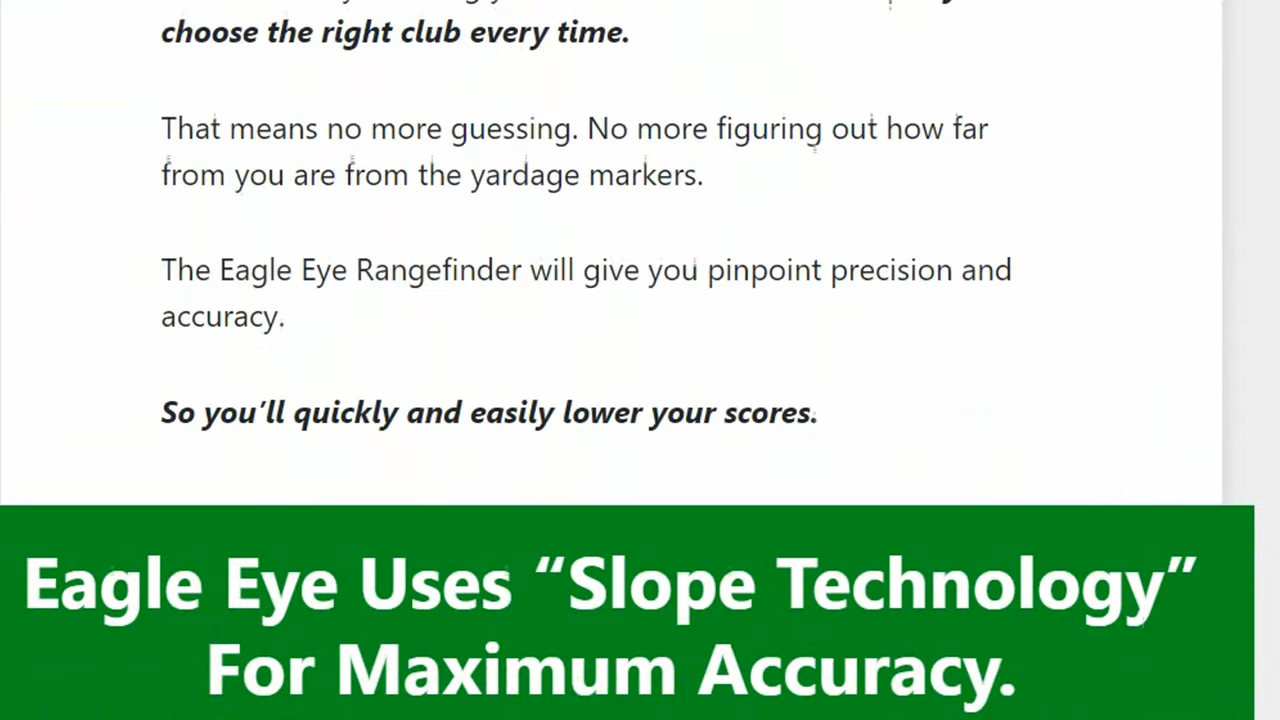 choose the right club every time.
That means no more guessing. No more figuring out how far
from you are from the yardage markers.
The Eagle Eye Rangefinder will give you pinpoint precision and
accuracy.
So you’ll quickly and easily lower your scores.
Eagle Eye Uses “Slope Technology”
For Maximum Accuracy.